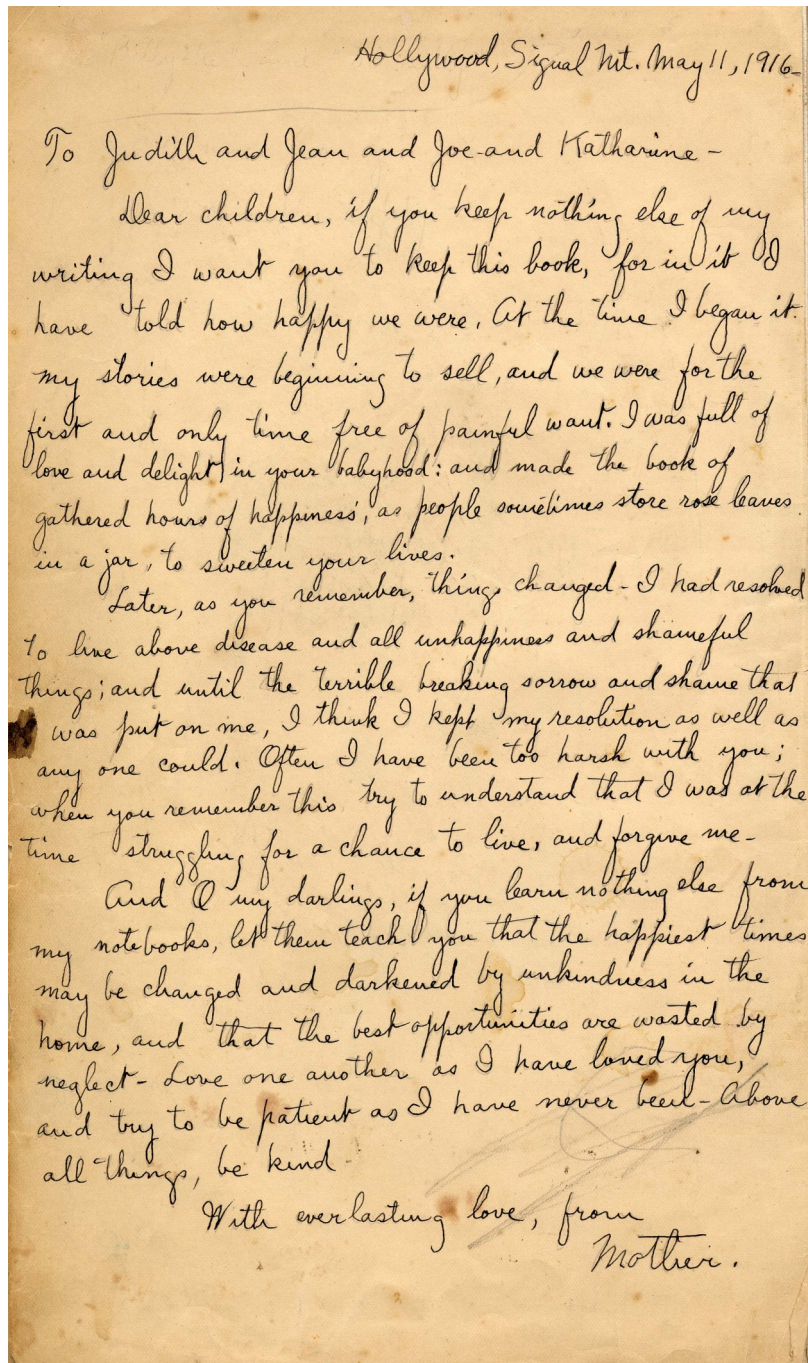 Hollywood, Signal Mt. May 11, 1916-
To Judith and Jean and Joe-and Katharine-
Dear children, if you keep nothing else of my
writing I want you to keep this book, for in it I
have told how happy we were. At the time I began it
my stories were beginning to sell, and we were for the
first and only time free of painful want. I was full of
love and delight in your babyhood: and made the book of
gathered hours of happiness, as people sometimes store rose leaves
in a jar, to sweeten your lives.
Later, as you remember, things changed- I had resolved
to live above disease and all unhappiness and shameful
things; and until the terrible breaking sorrow and shame that
was put on me, I think I kept my resolution as well as
any one could. Often I have been too harsh with you;
when you remember this try to understand that I was at the
time struggling for a chance to live, and forgive me-
And O my darlings, if you learn nothing else from
my notebooks, let them teach you that the happiest times
may be changed and darkened by unkindness in the
home, and that the best opportunities are wasted by
neglect- Love one another as I have loved you,
and try to be patient as I have never been- Above
all things, be kind-
With everlasting love, from
Mother.